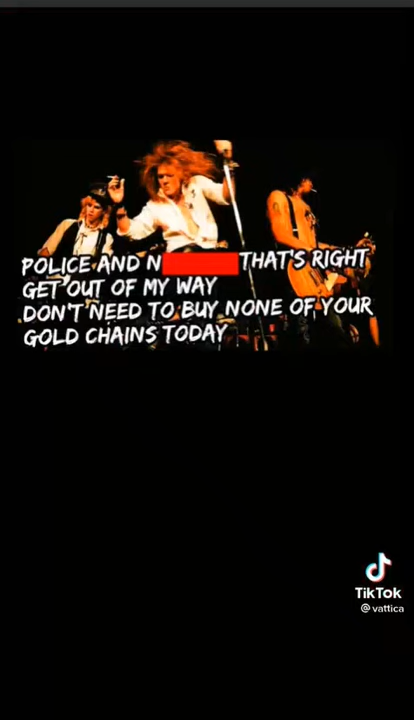 POLICE AND N THAT'S RIGHT
GET OUT OF MY WAY
DON'T NEED TO BUY NONE OF YOUR
GOLD CHAINS TODAY
TikTok
@vattica